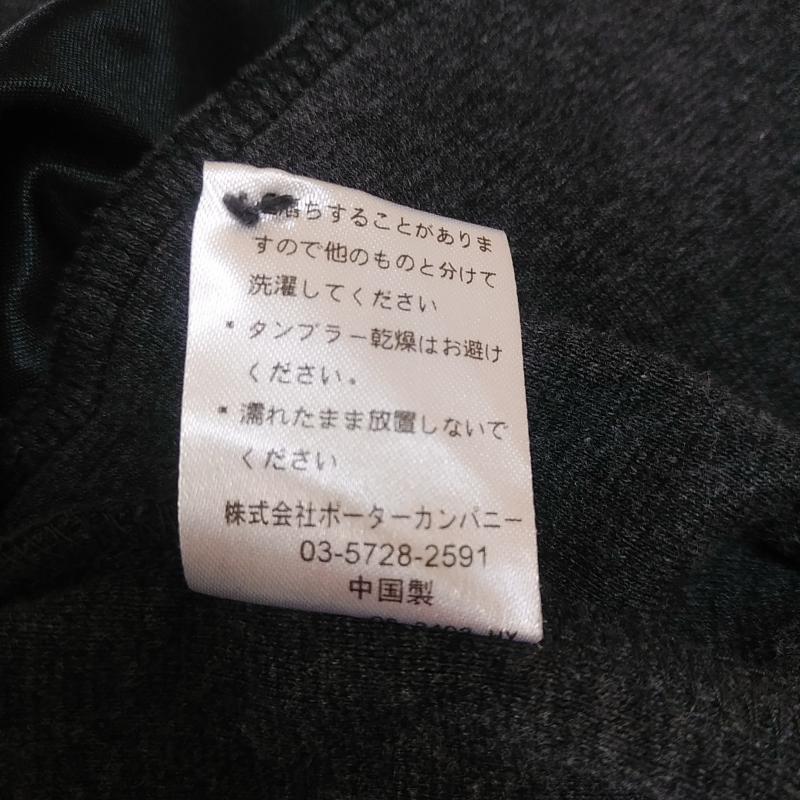 落ちすることがありま
すので他のものと分けて
洗濯してください
* タンブラー乾燥はお避け
ください。
* 濡れたまま放置しないで
ください
株式会社ポーターカンパニー
03-5728-2591
中国製